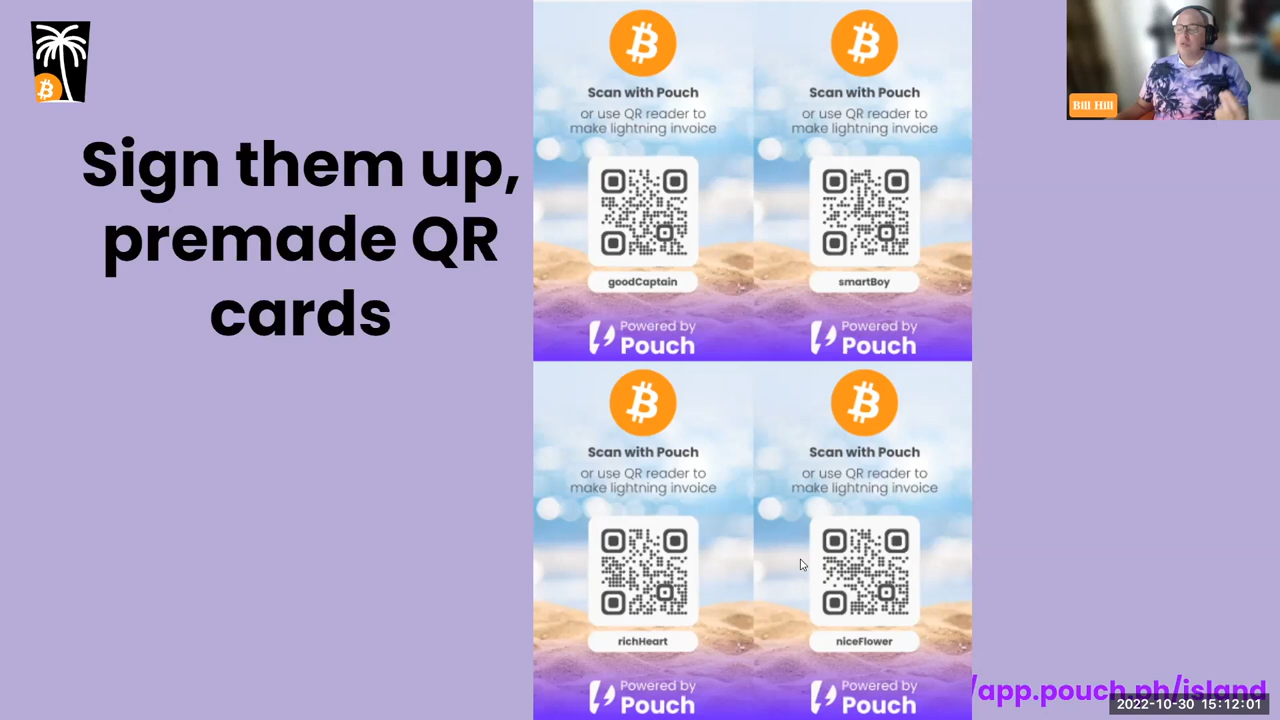 Sign them up,
premade QR
cards
Scan with Pouch
or use QR reader to
make lightning invoice
goodCaptain
Powered by
Pouch
Scan with Pouch
or use QR reader to
make lightning invoice
smartBoy
Powered by
Pouch
Scan with Pouch
or use QR reader to
make lightning invoice
richHeart
Powered by
Pouch
Scan with Pouch
or use QR reader to
make lightning invoice
niceFlower
Powered by
Pouch
Bill Hill
/app.pouch.ph/island
2022-10-30 15:12:01